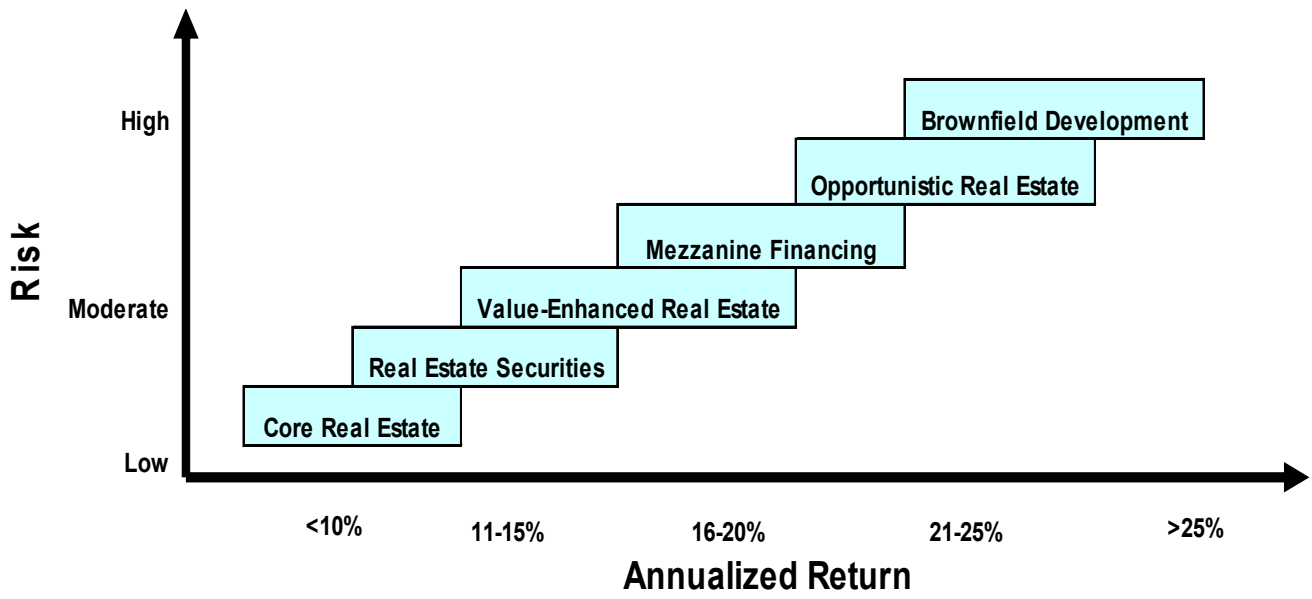 High
Brownfield Development
Opportunistic Real Estate
Mezzanine Financing
Risk
Moderate
Value-Enhanced Real Estate
Real Estate Securities
Core Real Estate
Low
<10%
11-15%
16-20%
21-25%
>25%
Annualized Return